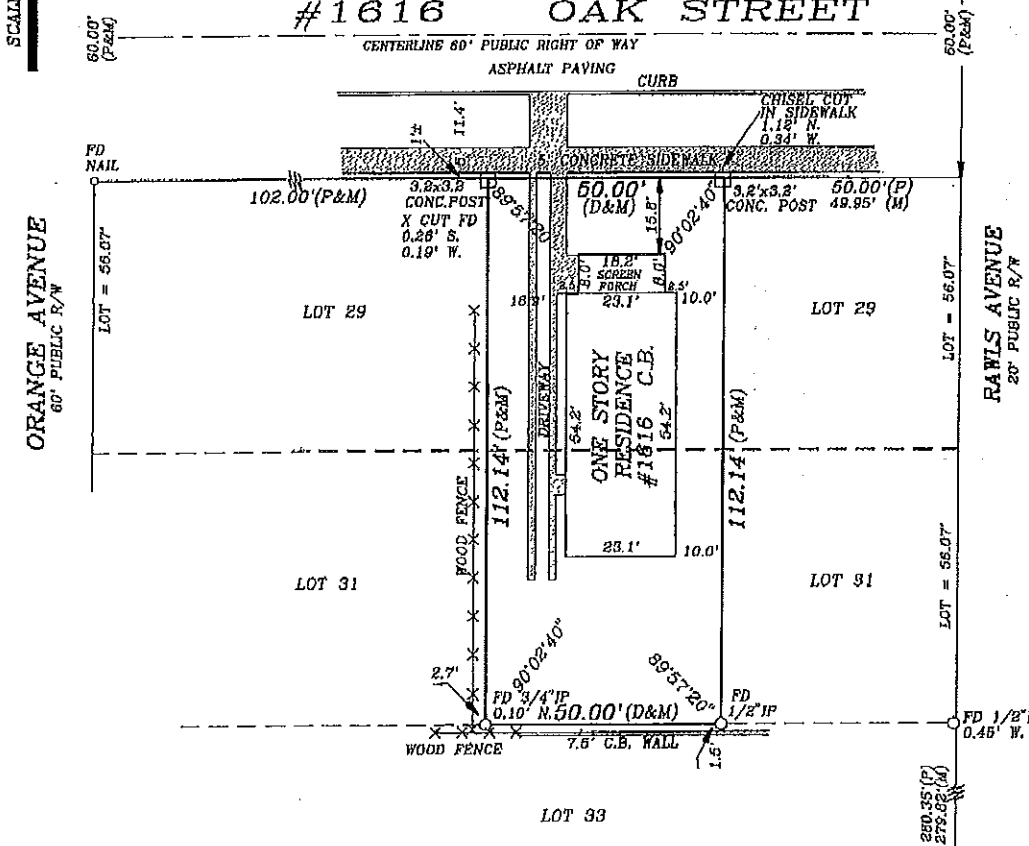 SCAL
#1616 OAK STREET
60.00'
(P&M)
60.00'
(P&M)
CENTERLINE 60' PUBLIC RIGHT OF WAY
ASPHALT PAVING
CURB
CHISEL CUT
IN SIDEWALK
1.12' N.
0.34' W.
1'±
11.4'
FD
NAIL
5' CONCRETE SIDEWALK
102.00'(P&M)
3.2x3.2
CONC.POST
X CUT FD
0.26' S.
0.19' W.
89°57'20
50.00'
(D&M)
15.8'
90°02'40"
3.2'x3.2'
CONC. POST
50.00'(P)
49.95' (M)
ORANGE AVENUE
60' PUBLIC R/W
LOT = 56.07'
LOT 29
8.0'
18.2'
SCREEN
PORCH
8.0'
23.1'
10.0'
LOT 29
LOT = 56.07'
RAWLS AVENUE
20' PUBLIC R/W
112.14' (P&M)
DRIVEWAY
54.2'
ONE STORY
RESIDENCE
#1616 C.B.
54.2'
112.14 (P&M)
WOOD FENCE
23.1'
10.0'
LOT 31
LOT 31
LOT = 56.07'
2.7'
90°02'40"
89°57'20"
FD 3/4"IP
0.10' N.
50.00'(D&M)
FD
1/2"IP
FD 1/2"I
0.45' W.
WOOD FENCE
7.5' C.B. WALL
1.5'
LOT 33
280.35'(P)
279.82'(M)